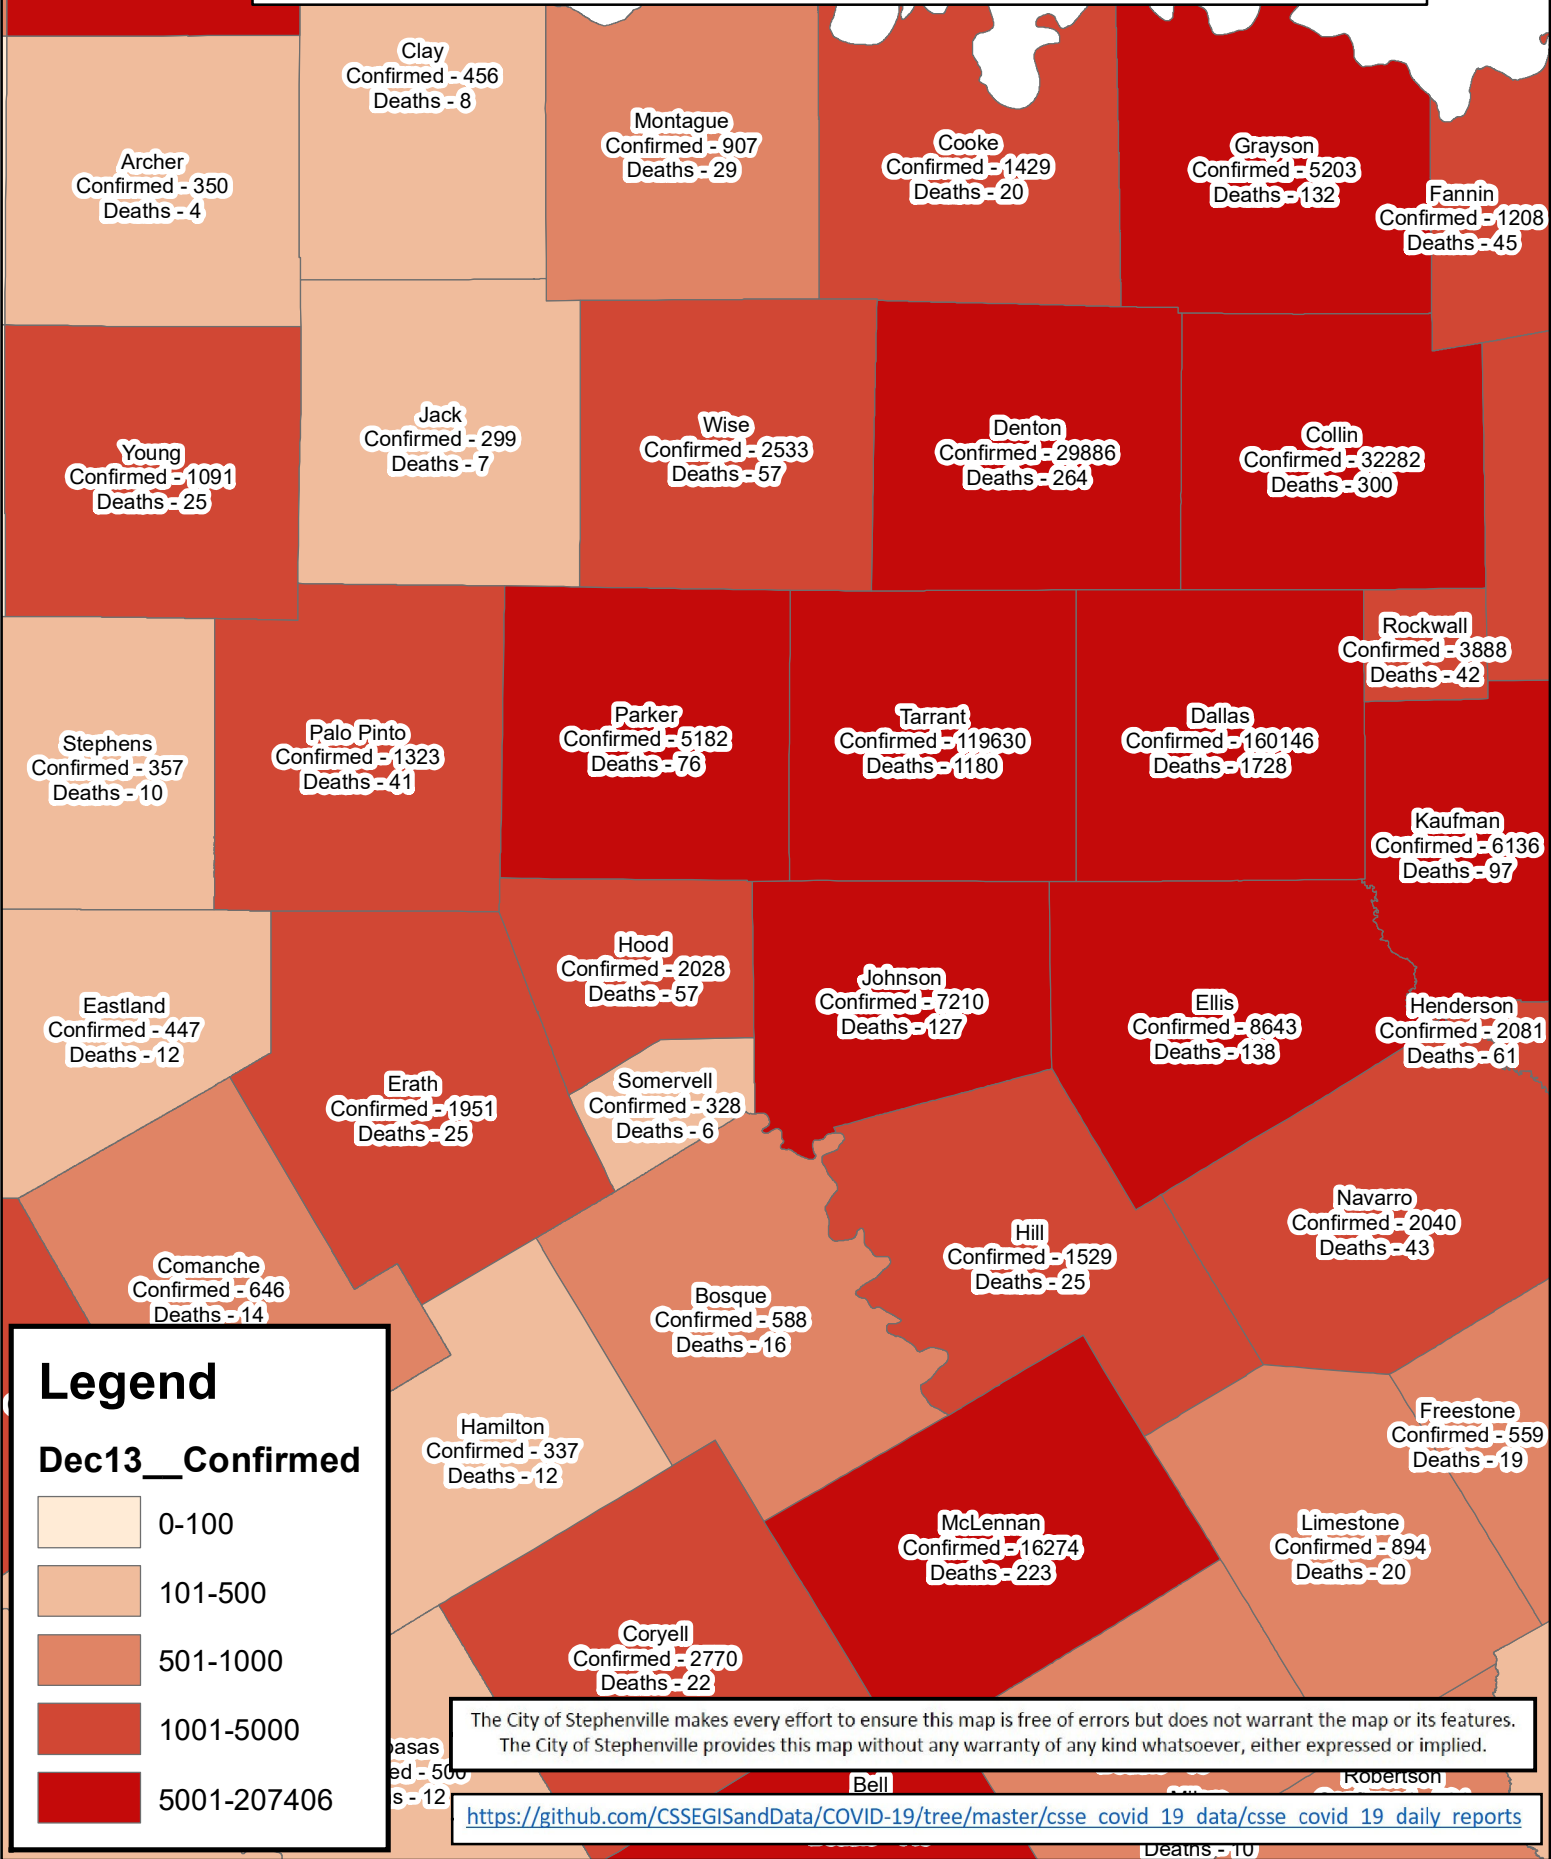 Clay
Confirmed - 456
Deaths - 8
Montague
Confirmed - 907
Deaths - 29
Cooke
Confirmed - 1429
Deaths - 20
Grayson
Confirmed - 5203
Deaths - 132
Archer
Confirmed - 350
Deaths - 4
Fannin
Confirmed - 1208
Deaths - 45
Jack
Confirmed - 299
Deaths - 7
Wise
Confirmed - 2533
Deaths - 57
Denton
Confirmed - 29886
Deaths - 264
Collin
Confirmed - 32282
Deaths - 300
Young
Confirmed - 1091
Deaths - 25
Rockwall
Confirmed - 3888
Deaths - 42
Stephens
Confirmed - 357
Deaths - 10
Palo Pinto
Confirmed - 1323
Deaths - 41
Parker
Confirmed - 5182
Deaths - 76
Tarrant
Confirmed - 119630
Deaths - 1180
Dallas
Confirmed - 160146
Deaths - 1728
Kaufman
Confirmed - 6136
Deaths - 97
Hood
Confirmed - 2028
Deaths - 57
Johnson
Confirmed - 7210
Deaths - 127
Ellis
Confirmed - 8643
Deaths - 138
Henderson
Confirmed - 2081
Deaths - 61
Eastland
Confirmed - 447
Deaths - 12
Erath
Confirmed - 1951
Deaths - 25
Somervell
Confirmed - 328
Deaths - 6
Navarro
Confirmed - 2040
Deaths - 43
Hill
Confirmed - 1529
Deaths - 25
Comanche
Confirmed - 646
Deaths - 14
Bosque
Confirmed - 588
Deaths - 16
Hamilton
Confirmed - 337
Deaths - 12
Freestone
Confirmed - 559
Deaths - 19
McLennan
Confirmed - 16274
Deaths - 223
Limestone
Confirmed - 894
Deaths - 20
Coryell
Confirmed - 2770
Deaths - 22
Legend
Dec13__Confirmed
0-100
101-500
501-1000
1001-5000
5001-207406
asas
ed - 500
s - 12
The City of Stephenville makes every effort to ensure this map is free of errors but does not warrant the map or its features.
The City of Stephenville provides this map without any warranty of any kind whatsoever, either expressed or implied.
Bell
Robertson
https://github.com/CSSEGISandData/COVID-19/tree/master/csse_covid_19_data/csse_covid_19_daily_reports
Deaths - 10